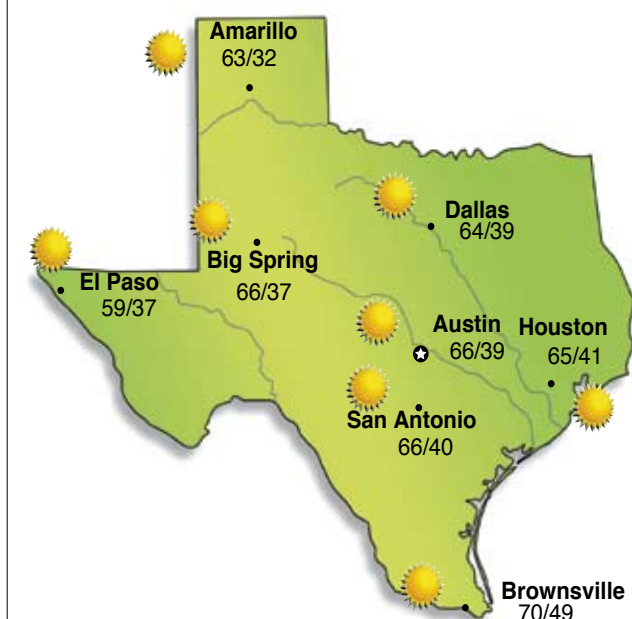 Amarillo
63/32
Dallas
64/39
Big Spring
66/37
El Paso
59/37
Austin
66/39
Houston
65/41
San Antonio
66/40
Brownsville
70/49